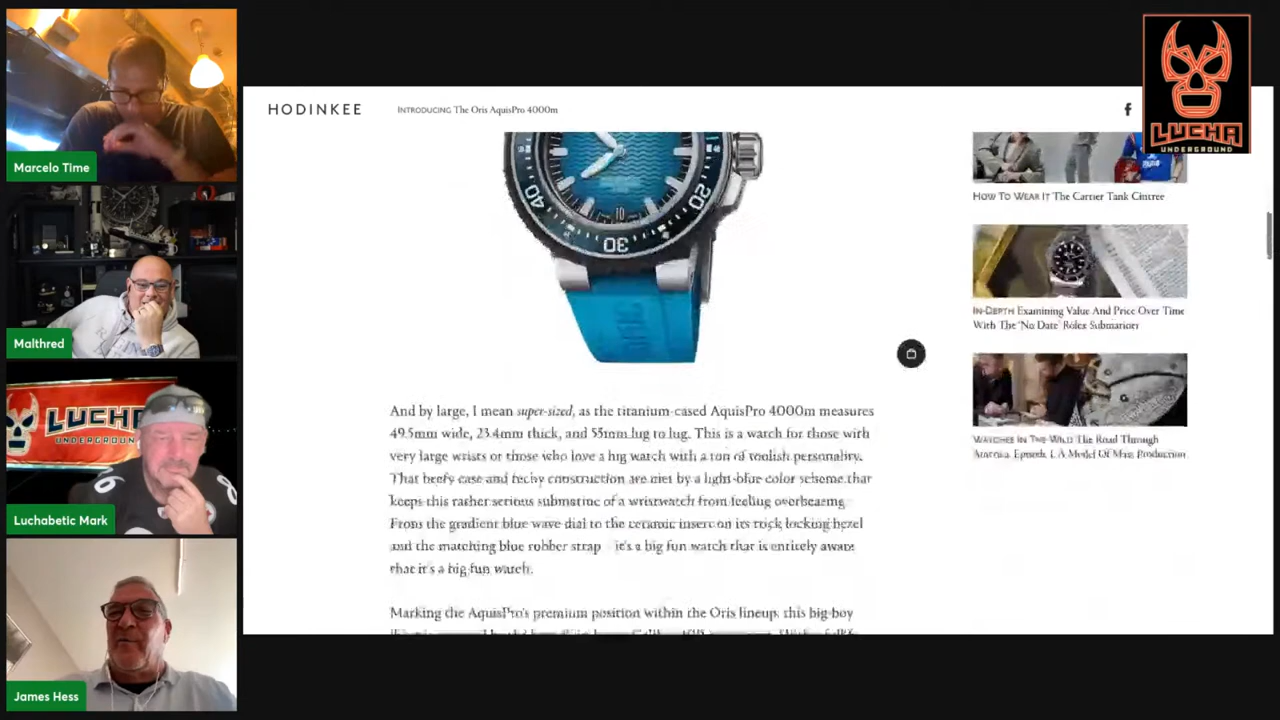 Marcelo Time
Malthred
LUCHA
UNDERGROUND
Luchabetic Mark
James Hess
HODINKEE
INTRODUCING The Oris AquisPro 4000m
f
LUCHA
UNDERGROUND
40
30
20
10
And by large, I mean super-sized, as the titanium-cased AquisPro 4000m measures
49.5mm wide, 23.4mm thick, and 55mm lug to lug. This is a watch for those with
very large wrists or those who love a big watch with a ton of toolish personality.
That beefy case and techy construction are met by a light-blue color scheme that
keeps this rather serious submarine of a wristwatch from feeling overbearing.
From the gradient blue wave dial to the ceramic insert on its rock locking bezel
and the matching blue rubber strap it's a big fun watch that is entirely aware
that it's a big fun watch.
Marking the AquisPro's premium position within the Oris lineup, this big boy
HOW TO WEAR IT The Cartier Tank Cintrée
IN-DEPTH Examining Value And Price Over Time
With The 'No Date' Rolex Submariner
WATCHES IN THE WILD The Road Through
America, Episode 1: A Model Of Mass Production